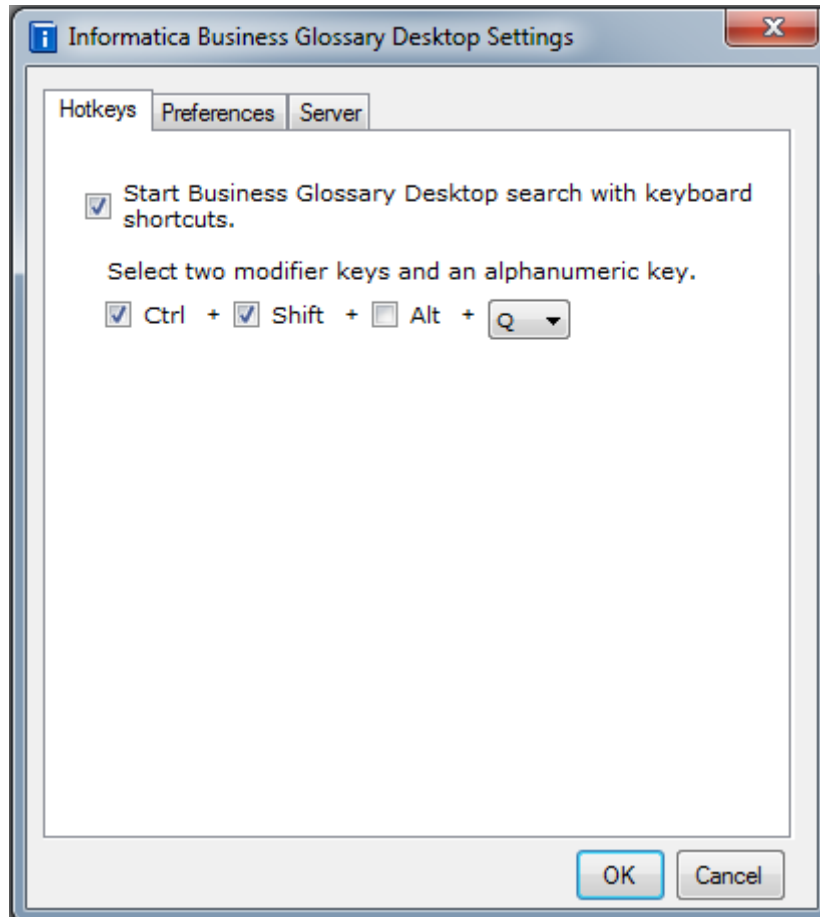 Informatica Business Glossary Desktop Settings
Hotkeys Preferences Server
Start Business Glossary Desktop search with keyboard
shortcuts.
Select two modifier keys and an alphanumeric key.
Ctrl + Shift + Alt + Q
OK Cancel